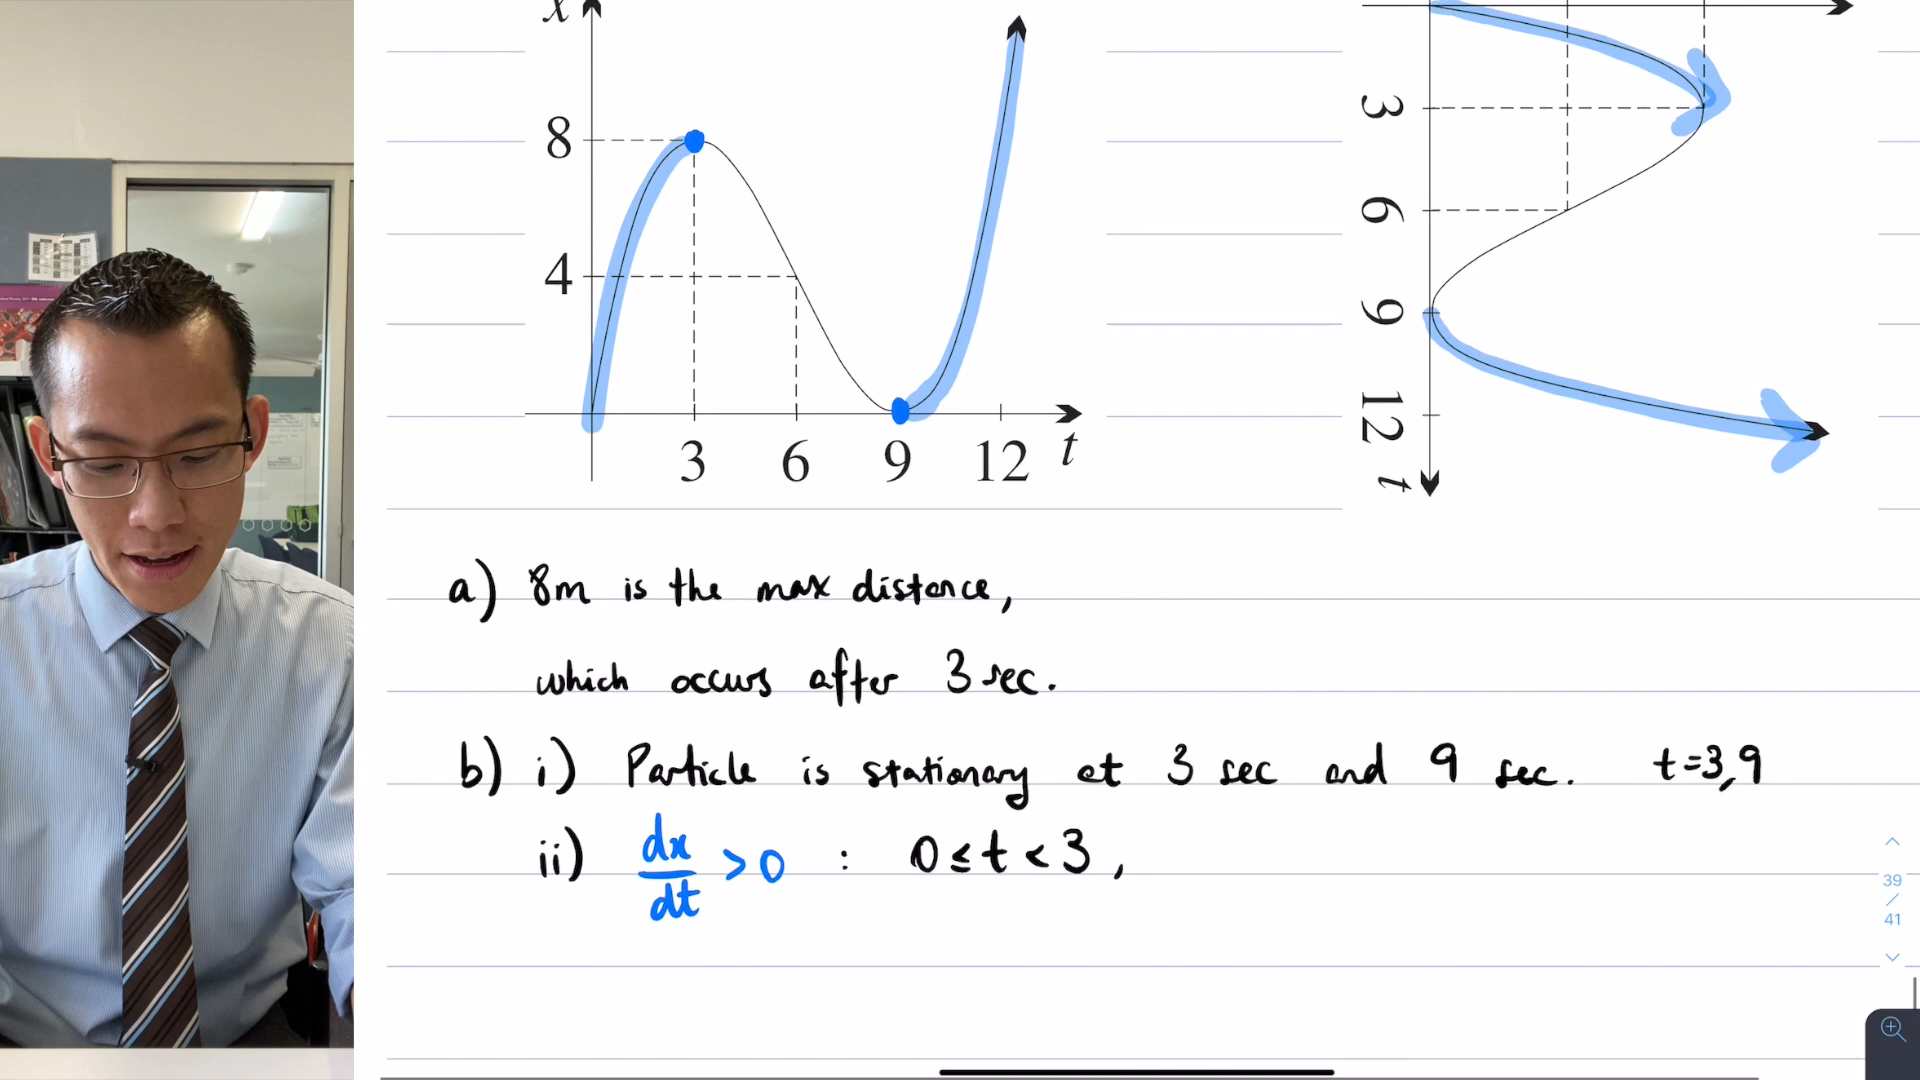 x
8
4
3 6 9 12 t
3
6
9
12
t
a) 8m is the max distance,
which occurs after 3 sec.
b) i) Particle is stationary at 3 sec and 9 sec. t=3,9
ii) dx/dt >0 : 0≤t<3,
39
/
41